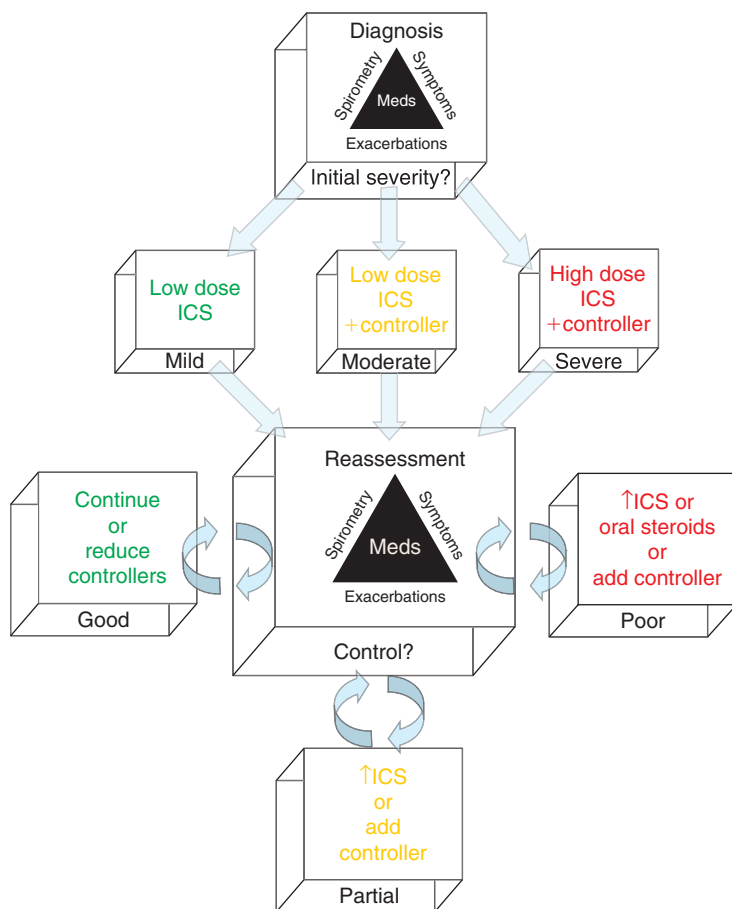 Diagnosis
Spirometry
Symptoms
Meds
Exacerbations
Initial severity?
Low dose
ICS
Mild
Low dose
ICS
+controller
Moderate
High dose
ICS
+controller
Severe
Reassessment
Spirometry
Symptoms
Meds
Exacerbations
Control?
Continue
or
reduce
controllers
Good
↑ICS or
oral steroids
or
add controller
Poor
↑ICS
or
add
controller
Partial